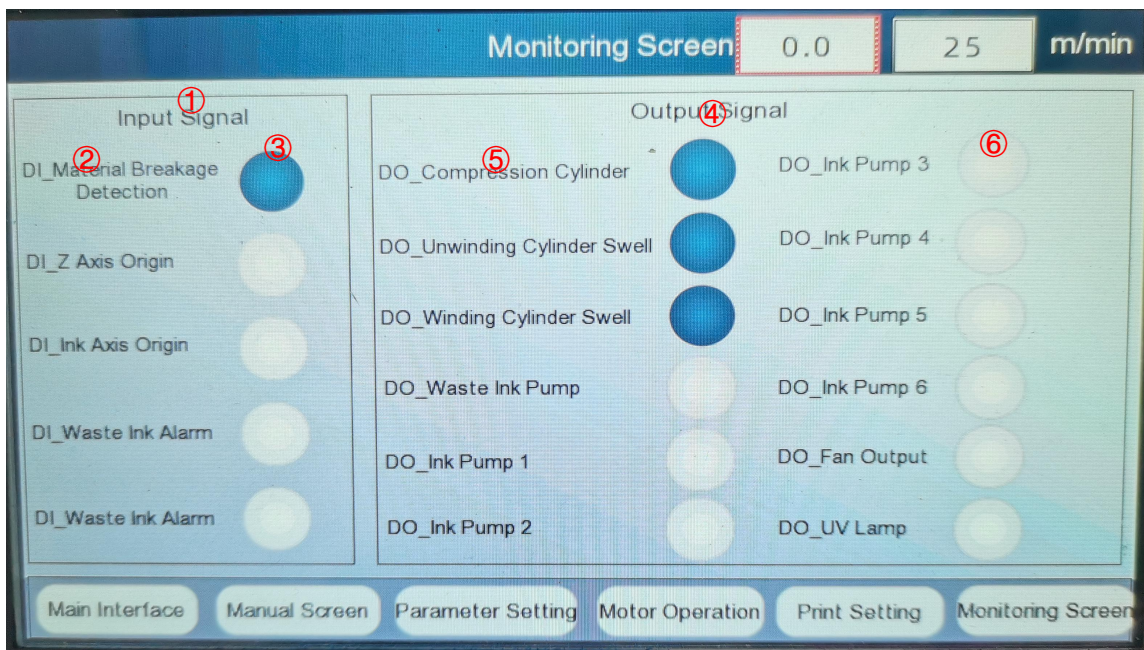 Monitoring Screen 0.0 25 m/min
①
Input Signal
② ③
DI_Material Breakage
Detection
DI_Z Axis Origin
DI_Ink Axis Origin
DI_Waste Ink Alarm
DI_Waste Ink Alarm
④
Output Signal
⑤
DO_Compression Cylinder
DO_Unwinding Cylinder Swell
DO_Winding Cylinder Swell
DO_Waste Ink Pump
DO_Ink Pump 1
DO_Ink Pump 2
⑥
DO_Ink Pump 3
DO_Ink Pump 4
DO_Ink Pump 5
DO_Ink Pump 6
DO_Fan Output
DO_UV Lamp
Main Interface Manual Screen Parameter Setting Motor Operation Print Setting Monitoring Screen